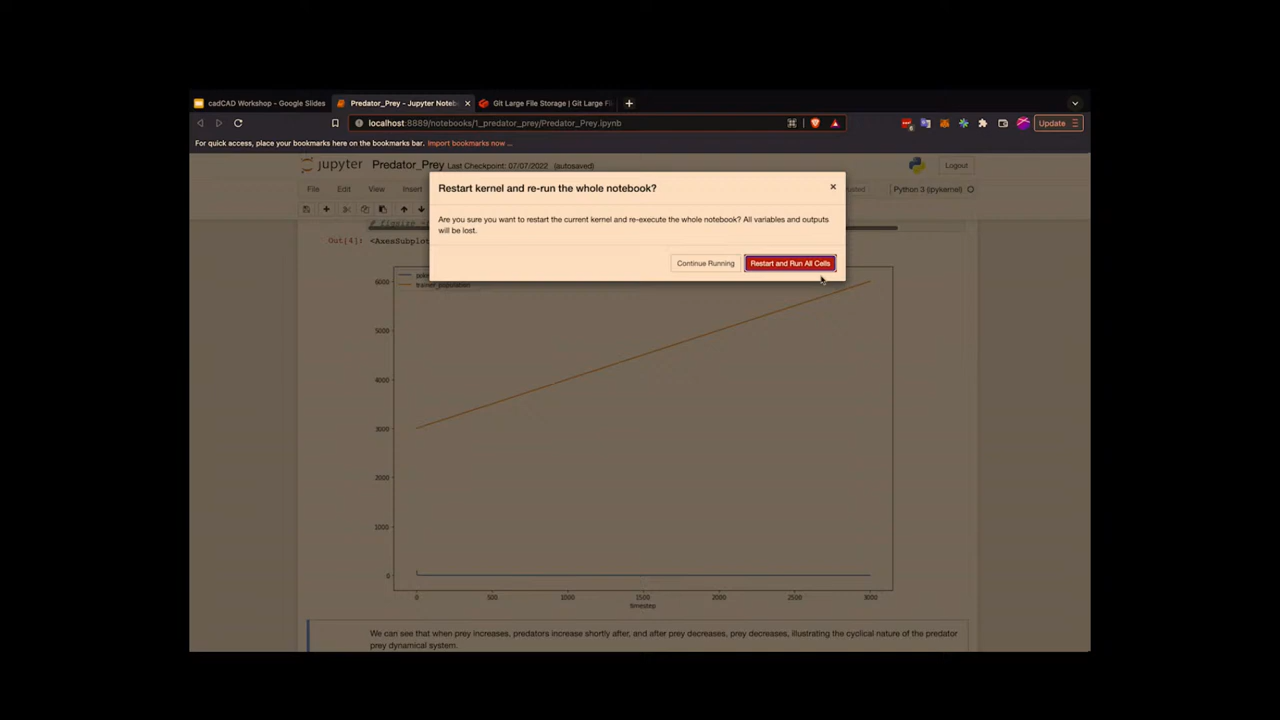 cadCAD Workshop - Google Slides
Predator_Prey - Jupyter Notebo
Git Large File Storage | Git Large Fi
localhost:8889/notebooks/1_predator_prey/Predator_Prey.ipynb
Update
For quick access, place your bookmarks here on the bookmarks bar. Import bookmarks now ...
jupyter Predator_Prey Last Checkpoint: 07/07/2022 (autosaved)
Logout
File Edit View Insert
Python 3 (ipykernel)
Restart kernel and re-run the whole notebook?
Are you sure you want to restart the current kernel and re-execute the whole notebook? All variables and outputs
will be lost.
Continue Running
Restart and Run All Cells
Out[4]: <AxesSubplot
trainer_population
6000
5000
4000
3000
2000
1000
0
0 500 1000 1500 2000 2500 3000
timestep
We can see that when prey increases, predators increase shortly after, and after prey decreases, prey decreases, illustrating the cyclical nature of the predator
prey dynamical system.